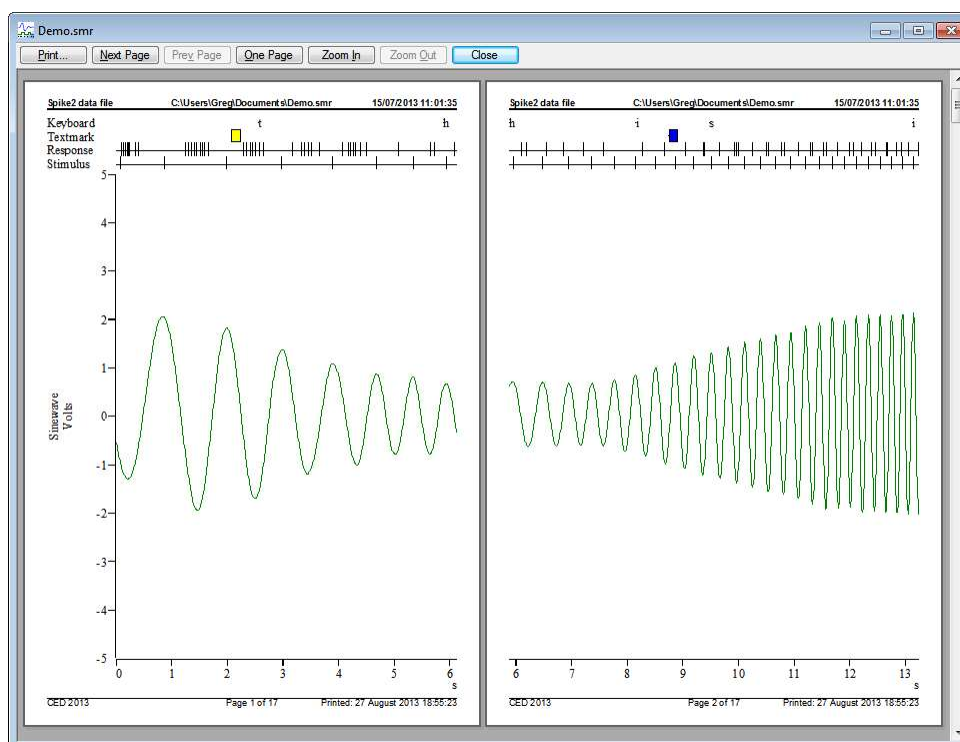 Demo.smr
Print... Next Page Prev Page One Page Zoom In Zoom Out Close
Spike2 data file C:\Users\Greg\Documents\Demo.smr 15/07/2013 11:01:35
Keyboard t h
Textmark
Response
Stimulus
5
4
3
2
1
0
-1
-2
-3
-4
-5
Sinewave
Volts
0 1 2 3 4 5 6
s
CED 2013 Page 1 of 17 Printed: 27 August 2013 18:55:23
Spike2 data file C:\Users\Greg\Documents\Demo.smr 15/07/2013 11:01:35
h i s i
6 7 8 9 10 11 12 13
s
CED 2013 Page 2 of 17 Printed: 27 August 2013 18:55:23